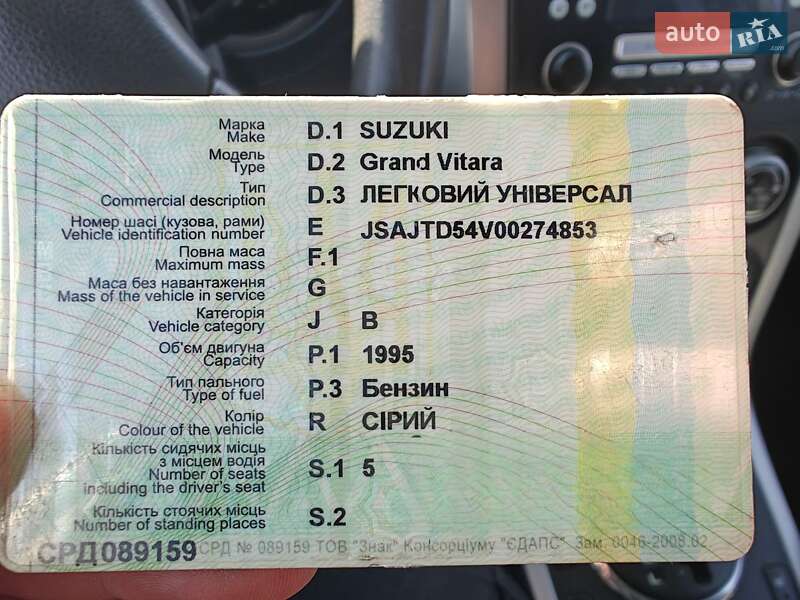 auto RIA.com
Марка D.1 SUZUKI
Make
Модель D.2 Grand Vitara
Type
Тип D.3 ЛЕГКОВИЙ УНІВЕРСАЛ
Commercial description
Номер шасі (кузова, рами) E JSAJTD54V00274853
Vehicle identification number
Повна маса F.1
Maximum mass
Маса без навантаження G
Mass of the vehicle in service
Категорія J B
Vehicle category
Об'єм двигуна P.1 1995
Capacity
Тип пального P.3 Бензин
Type of fuel
Колір R СІРИЙ
Colour of the vehicle
Кількість сидячих місць
з місцем водія S.1 5
Number of seats
including the driver's seat
Кількість стоячих місць S.2
Number of standing places
СРД089159 СРД № 089159 ТОВ "Знак" Консорціуму "ЄДАПС". Зам. 0046-2008.02